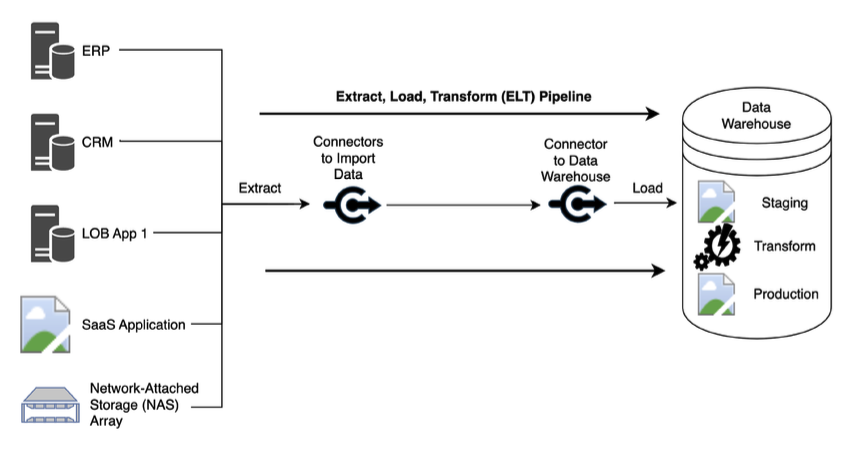 ERP
CRM
LOB App 1
SaaS Application
Network-Attached
Storage (NAS)
Array
Extract
Extract, Load, Transform (ELT) Pipeline
Connectors
to Import
Data
Connector
to Data
Warehouse
Load
Data
Warehouse
Staging
Transform
Production